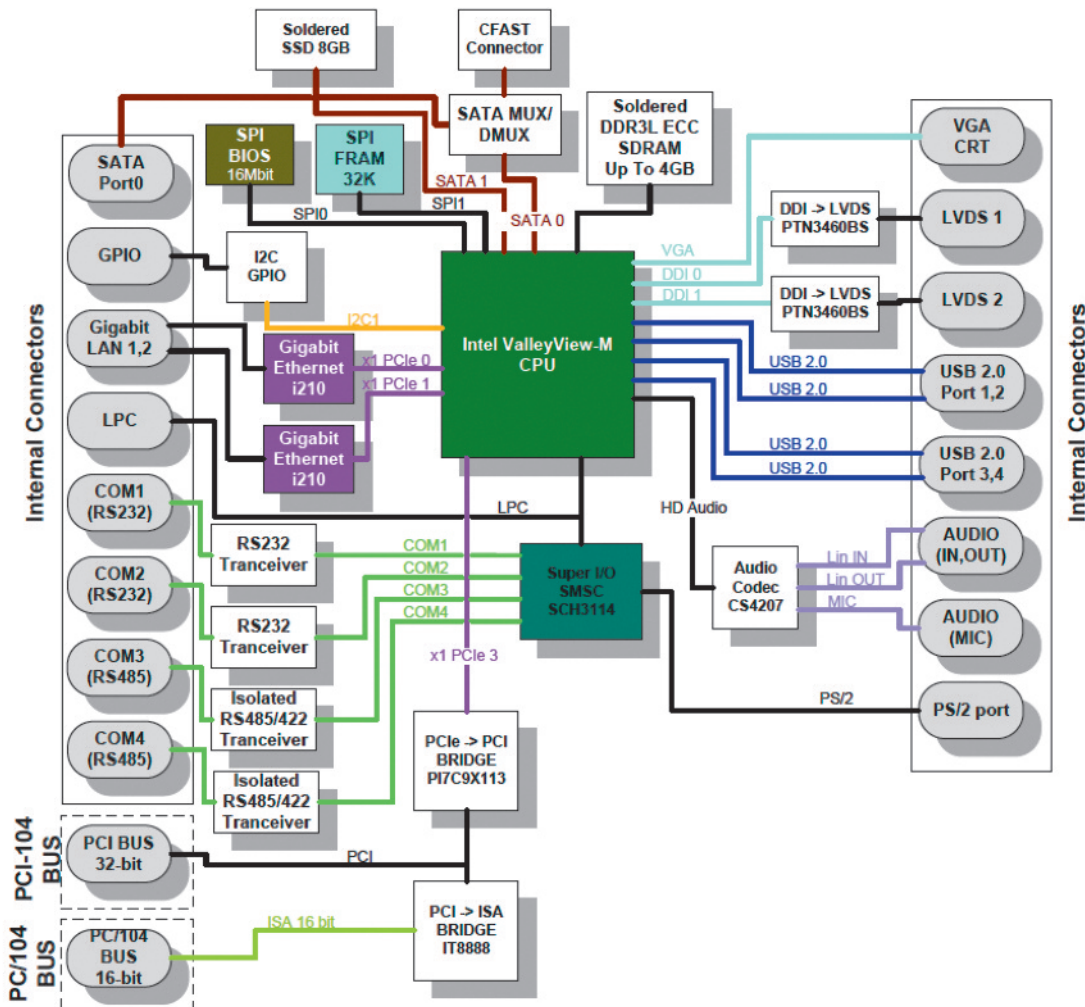 Soldered
SSD 8GB
CFAST
Connector
SATA MUX/
DMUX
Soldered
DDR3L ECC
SDRAM
Up To 4GB
SPI
BIOS
16Mbit
SPI
FRAM
32K
SATA 1
SATA 0
SPI0
SPI1
Internal Connectors
SATA
Port0
GPIO
I2C
GPIO
I2C1
Gigabit
LAN 1,2
Gigabit
Ethernet
i210
x1 PCIe 0
x1 PCIe 1
Gigabit
Ethernet
i210
LPC
LPC
COM1
(RS232)
RS232
Tranceiver
COM1
COM2
(RS232)
RS232
Tranceiver
COM2
COM3
(RS485)
Isolated
RS485/422
Tranceiver
COM3
COM4
(RS485)
Isolated
RS485/422
Tranceiver
COM4
Intel ValleyView-M
CPU
Super I/O
SMSC
SCH3114
x1 PCIe 3
PCIe -> PCI
BRIDGE
PI7C9X113
PCI-104
BUS
PCI BUS
32-bit
PCI
PCI -> ISA
BRIDGE
IT8888
PC/104
BUS
PC/104
BUS
16-bit
ISA 16 bit
VGA
DDI 0
DDI 1
DDI -> LVDS
PTN3460BS
DDI -> LVDS
PTN3460BS
USB 2.0
USB 2.0
USB 2.0
USB 2.0
HD Audio
Audio
Codec
CS4207
Lin IN
Lin OUT
MIC
PS/2
VGA
CRT
LVDS 1
LVDS 2
USB 2.0
Port 1,2
USB 2.0
Port 3,4
AUDIO
(IN,OUT)
AUDIO
(MIC)
PS/2 port
Internal Connectors